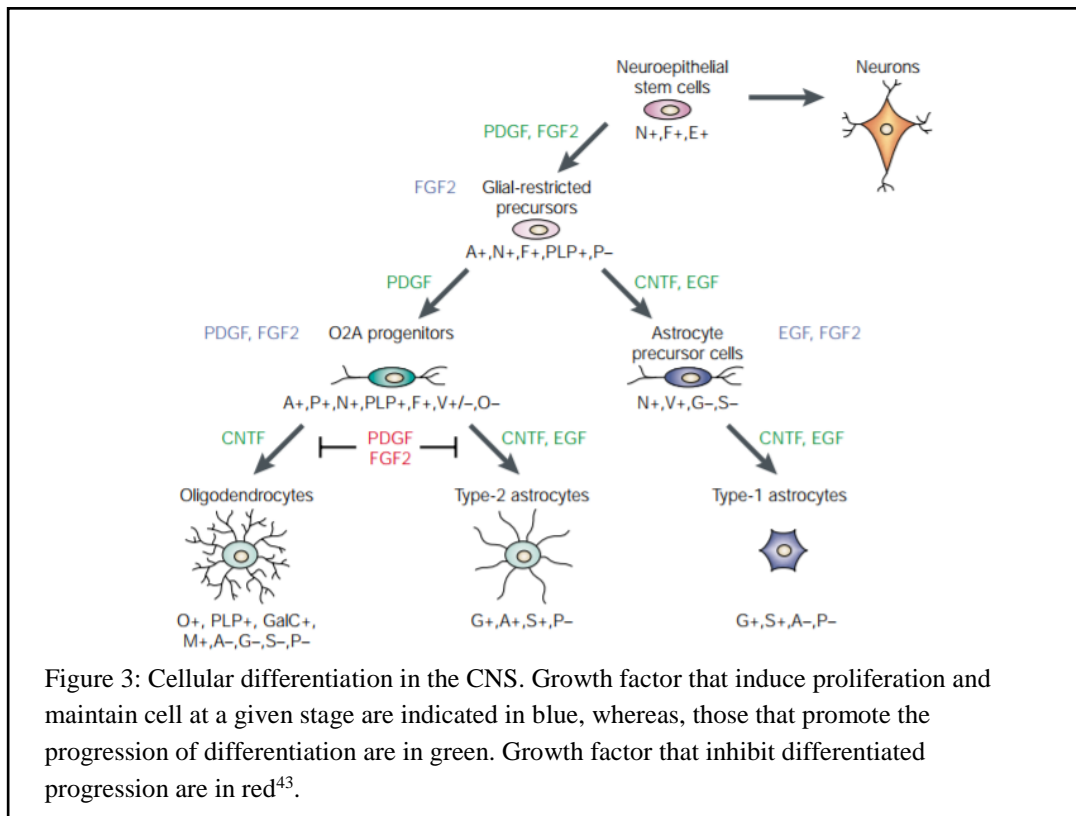 Neuroepithelial
stem cells
Neurons
N+,F+,E+
PDGF, FGF2
FGF2
Glial-restricted
precursors
A+,N+,F+,PLP+,P–
PDGF
CNTF, EGF
PDGF, FGF2
O2A progenitors
Astrocyte
precursor cells
EGF, FGF2
A+,P+,N+,PLP+,F+,V+/–,O–
N+,V+,G–,S–
CNTF
PDGF
FGF2
CNTF, EGF
CNTF, EGF
Oligodendrocytes
Type-2 astrocytes
Type-1 astrocytes
O+, PLP+, GalC+,
M+,A–,G–,S–,P–
G+,A+,S+,P–
G+,S+,A–,P–
Figure 3: Cellular differentiation in the CNS. Growth factor that induce proliferation and
maintain cell at a given stage are indicated in blue, whereas, those that promote the
progression of differentiation are in green. Growth factor that inhibit differentiated
progression are in red⁴³.